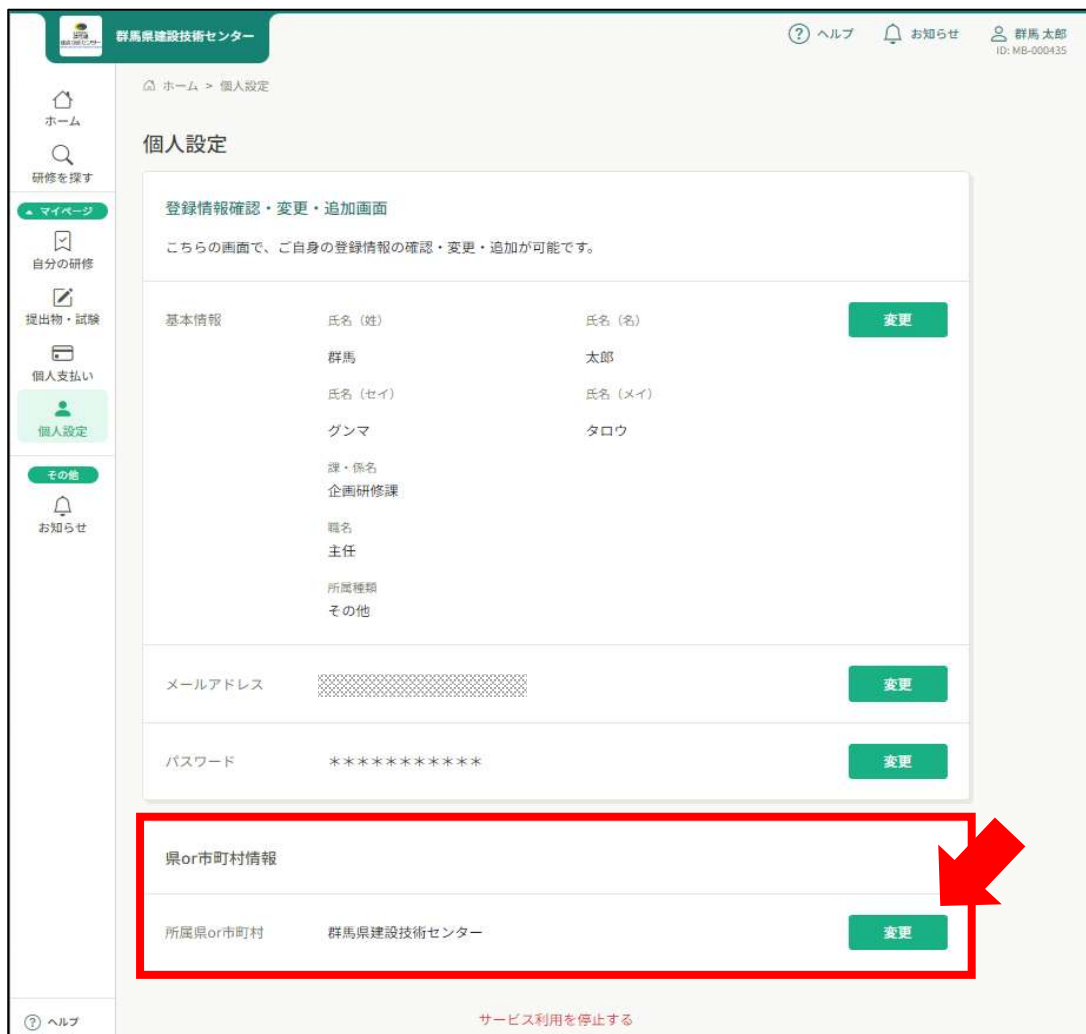 群馬県建設技術センター
ヘルプ
お知らせ
群馬 太郎
ID: MB-000435
ホーム > 個人設定
ホーム
研修を探す
マイページ
自分の研修
提出物・試験
個人支払い
個人設定
その他
お知らせ
ヘルプ
個人設定
登録情報確認・変更・追加画面
こちらの画面で、ご自身の登録情報の確認・変更・追加が可能です。
基本情報
氏名（姓） 氏名（名）
変更
群馬 太郎
氏名（セイ） 氏名（メイ）
グンマ タロウ
課・係名
企画研修課
職名
主任
所属種類
その他
メールアドレス
変更
パスワード ***********
変更
県or市町村情報
所属県or市町村 群馬県建設技術センター
変更
サービス利用を停止する